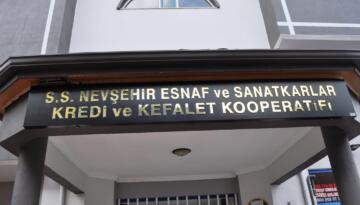 S.S. NEVŞEHİR ESNAF ve SANATKARLAR
KREDİ ve KEFALET KOOPERATİFİ